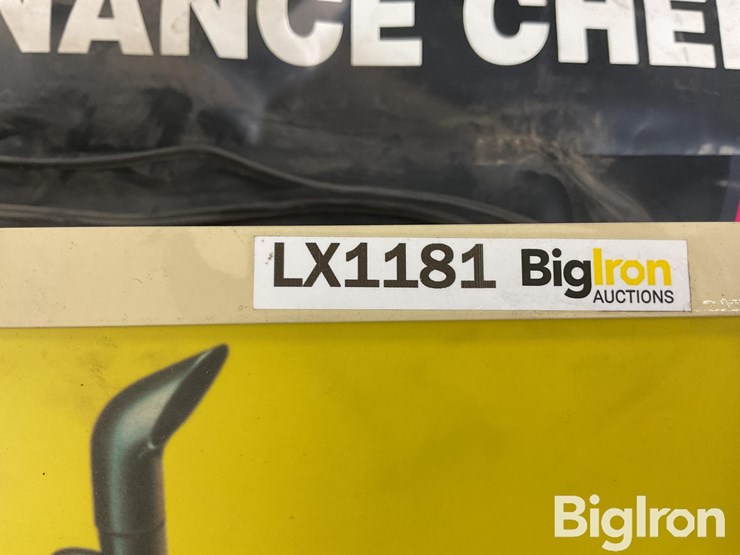 NANCE CHE
LX1181 BigIron
AUCTIONS
BigIron